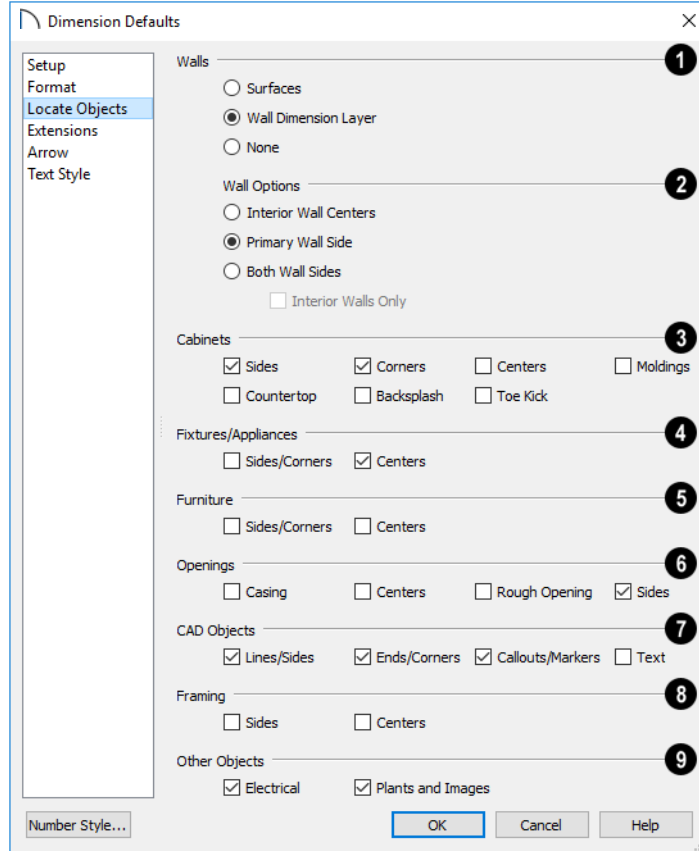 Dimension Defaults
Setup
Format
Locate Objects
Extensions
Arrow
Text Style
Walls 1
Surfaces
Wall Dimension Layer
None
Wall Options 2
Interior Wall Centers
Primary Wall Side
Both Wall Sides
Interior Walls Only
Cabinets 3
Sides Corners Centers Moldings
Countertop Backsplash Toe Kick
Fixtures/Appliances 4
Sides/Corners Centers
Furniture 5
Sides/Corners Centers
Openings 6
Casing Centers Rough Opening Sides
CAD Objects 7
Lines/Sides Ends/Corners Callouts/Markers Text
Framing 8
Sides Centers
Other Objects 9
Electrical Plants and Images
Number Style... OK Cancel Help